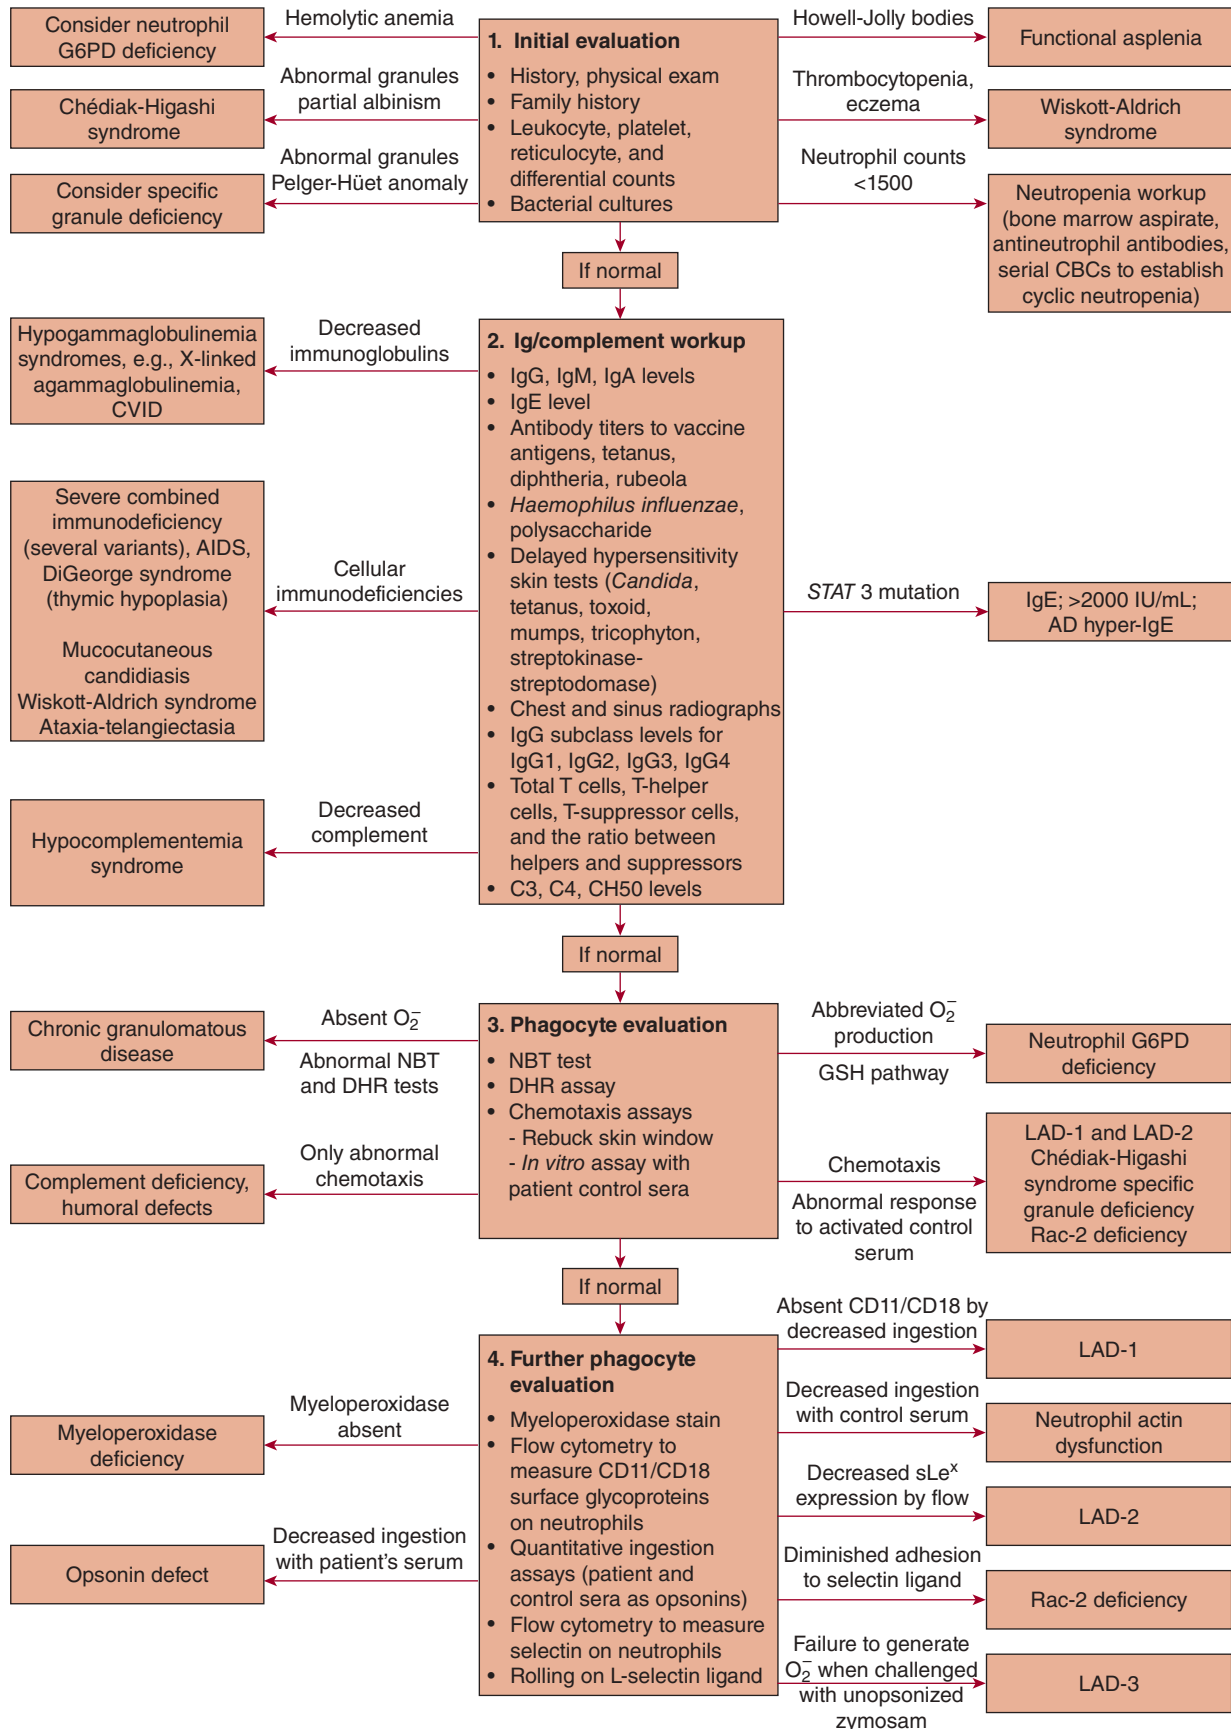 Consider neutrophil
G6PD deficiency
Hemolytic anemia
Chédiak-Higashi
syndrome
Abnormal granules
partial albinism
Consider specific
granule deficiency
Abnormal granules
Pelger-Hüet anomaly
1. Initial evaluation
• History, physical exam
• Family history
• Leukocyte, platelet,
reticulocyte, and
differential counts
• Bacterial cultures
Howell-Jolly bodies
Functional asplenia
Thrombocytopenia,
eczema
Wiskott-Aldrich
syndrome
Neutrophil counts
<1500
Neutropenia workup
(bone marrow aspirate,
antineutrophil antibodies,
serial CBCs to establish
cyclic neutropenia)
If normal
Hypogammaglobulinemia
syndromes, e.g., X-linked
agammaglobulinemia,
CVID
Decreased
immunoglobulins
Severe combined
immunodeficiency
(several variants), AIDS,
DiGeorge syndrome
(thymic hypoplasia)
Mucocutaneous
candidiasis
Wiskott-Aldrich syndrome
Ataxia-telangiectasia
Cellular
immunodeficiencies
Hypocomplementemia
syndrome
Decreased
complement
2. Ig/complement workup
• IgG, IgM, IgA levels
• IgE level
• Antibody titers to vaccine
antigens, tetanus,
diphtheria, rubeola
• Haemophilus influenzae,
polysaccharide
• Delayed hypersensitivity
skin tests (Candida,
tetanus, toxoid,
mumps, tricophyton,
streptokinase-
streptodomase)
• Chest and sinus radiographs
• IgG subclass levels for
IgG1, IgG2, IgG3, IgG4
• Total T cells, T-helper
cells, T-suppressor cells,
and the ratio between
helpers and suppressors
• C3, C4, CH50 levels
STAT 3 mutation
IgE; >2000 IU/mL;
AD hyper-IgE
If normal
Chronic granulomatous
disease
Absent O₂⁻
Abnormal NBT
and DHR tests
Complement deficiency,
humoral defects
Only abnormal
chemotaxis
3. Phagocyte evaluation
• NBT test
• DHR assay
• Chemotaxis assays
- Rebuck skin window
- In vitro assay with
patient control sera
Abbreviated O₂⁻
production
GSH pathway
Neutrophil G6PD
deficiency
Chemotaxis
Abnormal response
to activated control
serum
LAD-1 and LAD-2
Chédiak-Higashi
syndrome specific
granule deficiency
Rac-2 deficiency
If normal
Myeloperoxidase
deficiency
Myeloperoxidase
absent
Opsonin defect
Decreased ingestion
with patient's serum
4. Further phagocyte
evaluation
• Myeloperoxidase stain
• Flow cytometry to
measure CD11/CD18
surface glycoproteins
on neutrophils
• Quantitative ingestion
assays (patient and
control sera as opsonins)
• Flow cytometry to measure
selectin on neutrophils
• Rolling on L-selectin ligand
Absent CD11/CD18 by
decreased ingestion
LAD-1
Decreased ingestion
with control serum
Neutrophil actin
dysfunction
Decreased sLeˣ
expression by flow
LAD-2
Diminished adhesion
to selectin ligand
Rac-2 deficiency
Failure to generate
O₂⁻ when challenged
with unopsonized
zymosam
LAD-3